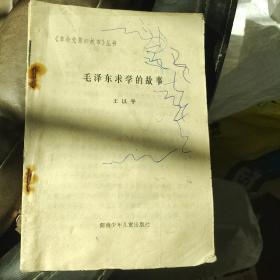 《革命先辈的故事》丛书
毛泽东求学的故事
王以平
湖南少年儿童出版社